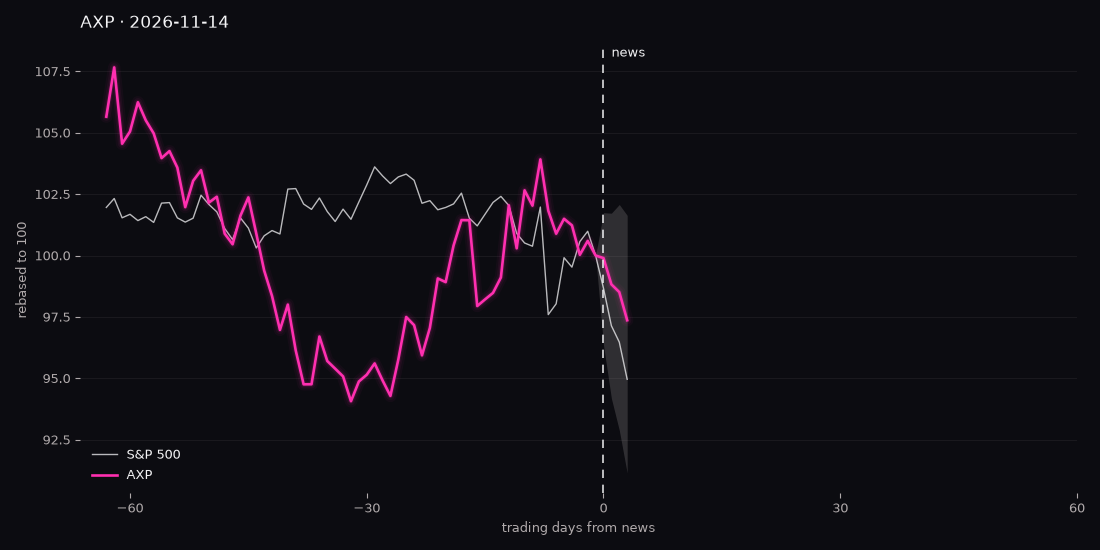 AXP · 2026-11-14
news
107.5
105.0
102.5
100.0
97.5
95.0
92.5
rebased to 100
S&P 500
AXP
−60
−30
0
30
60
trading days from news